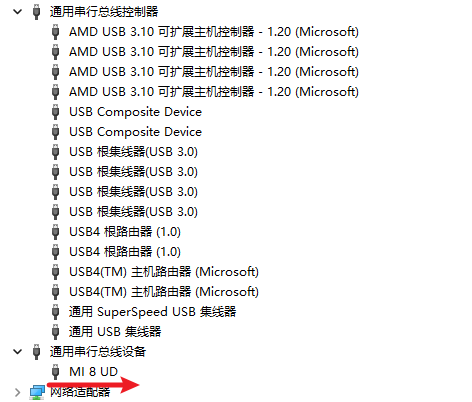 通用串行总线控制器
AMD USB 3.10 可扩展主机控制器 - 1.20 (Microsoft)
AMD USB 3.10 可扩展主机控制器 - 1.20 (Microsoft)
AMD USB 3.10 可扩展主机控制器 - 1.20 (Microsoft)
AMD USB 3.10 可扩展主机控制器 - 1.20 (Microsoft)
USB Composite Device
USB Composite Device
USB 根集线器(USB 3.0)
USB 根集线器(USB 3.0)
USB 根集线器(USB 3.0)
USB 根集线器(USB 3.0)
USB4 根路由器 (1.0)
USB4 根路由器 (1.0)
USB4(TM) 主机路由器 (Microsoft)
USB4(TM) 主机路由器 (Microsoft)
通用 SuperSpeed USB 集线器
通用 USB 集线器
通用串行总线设备
MI 8 UD
网络适配器